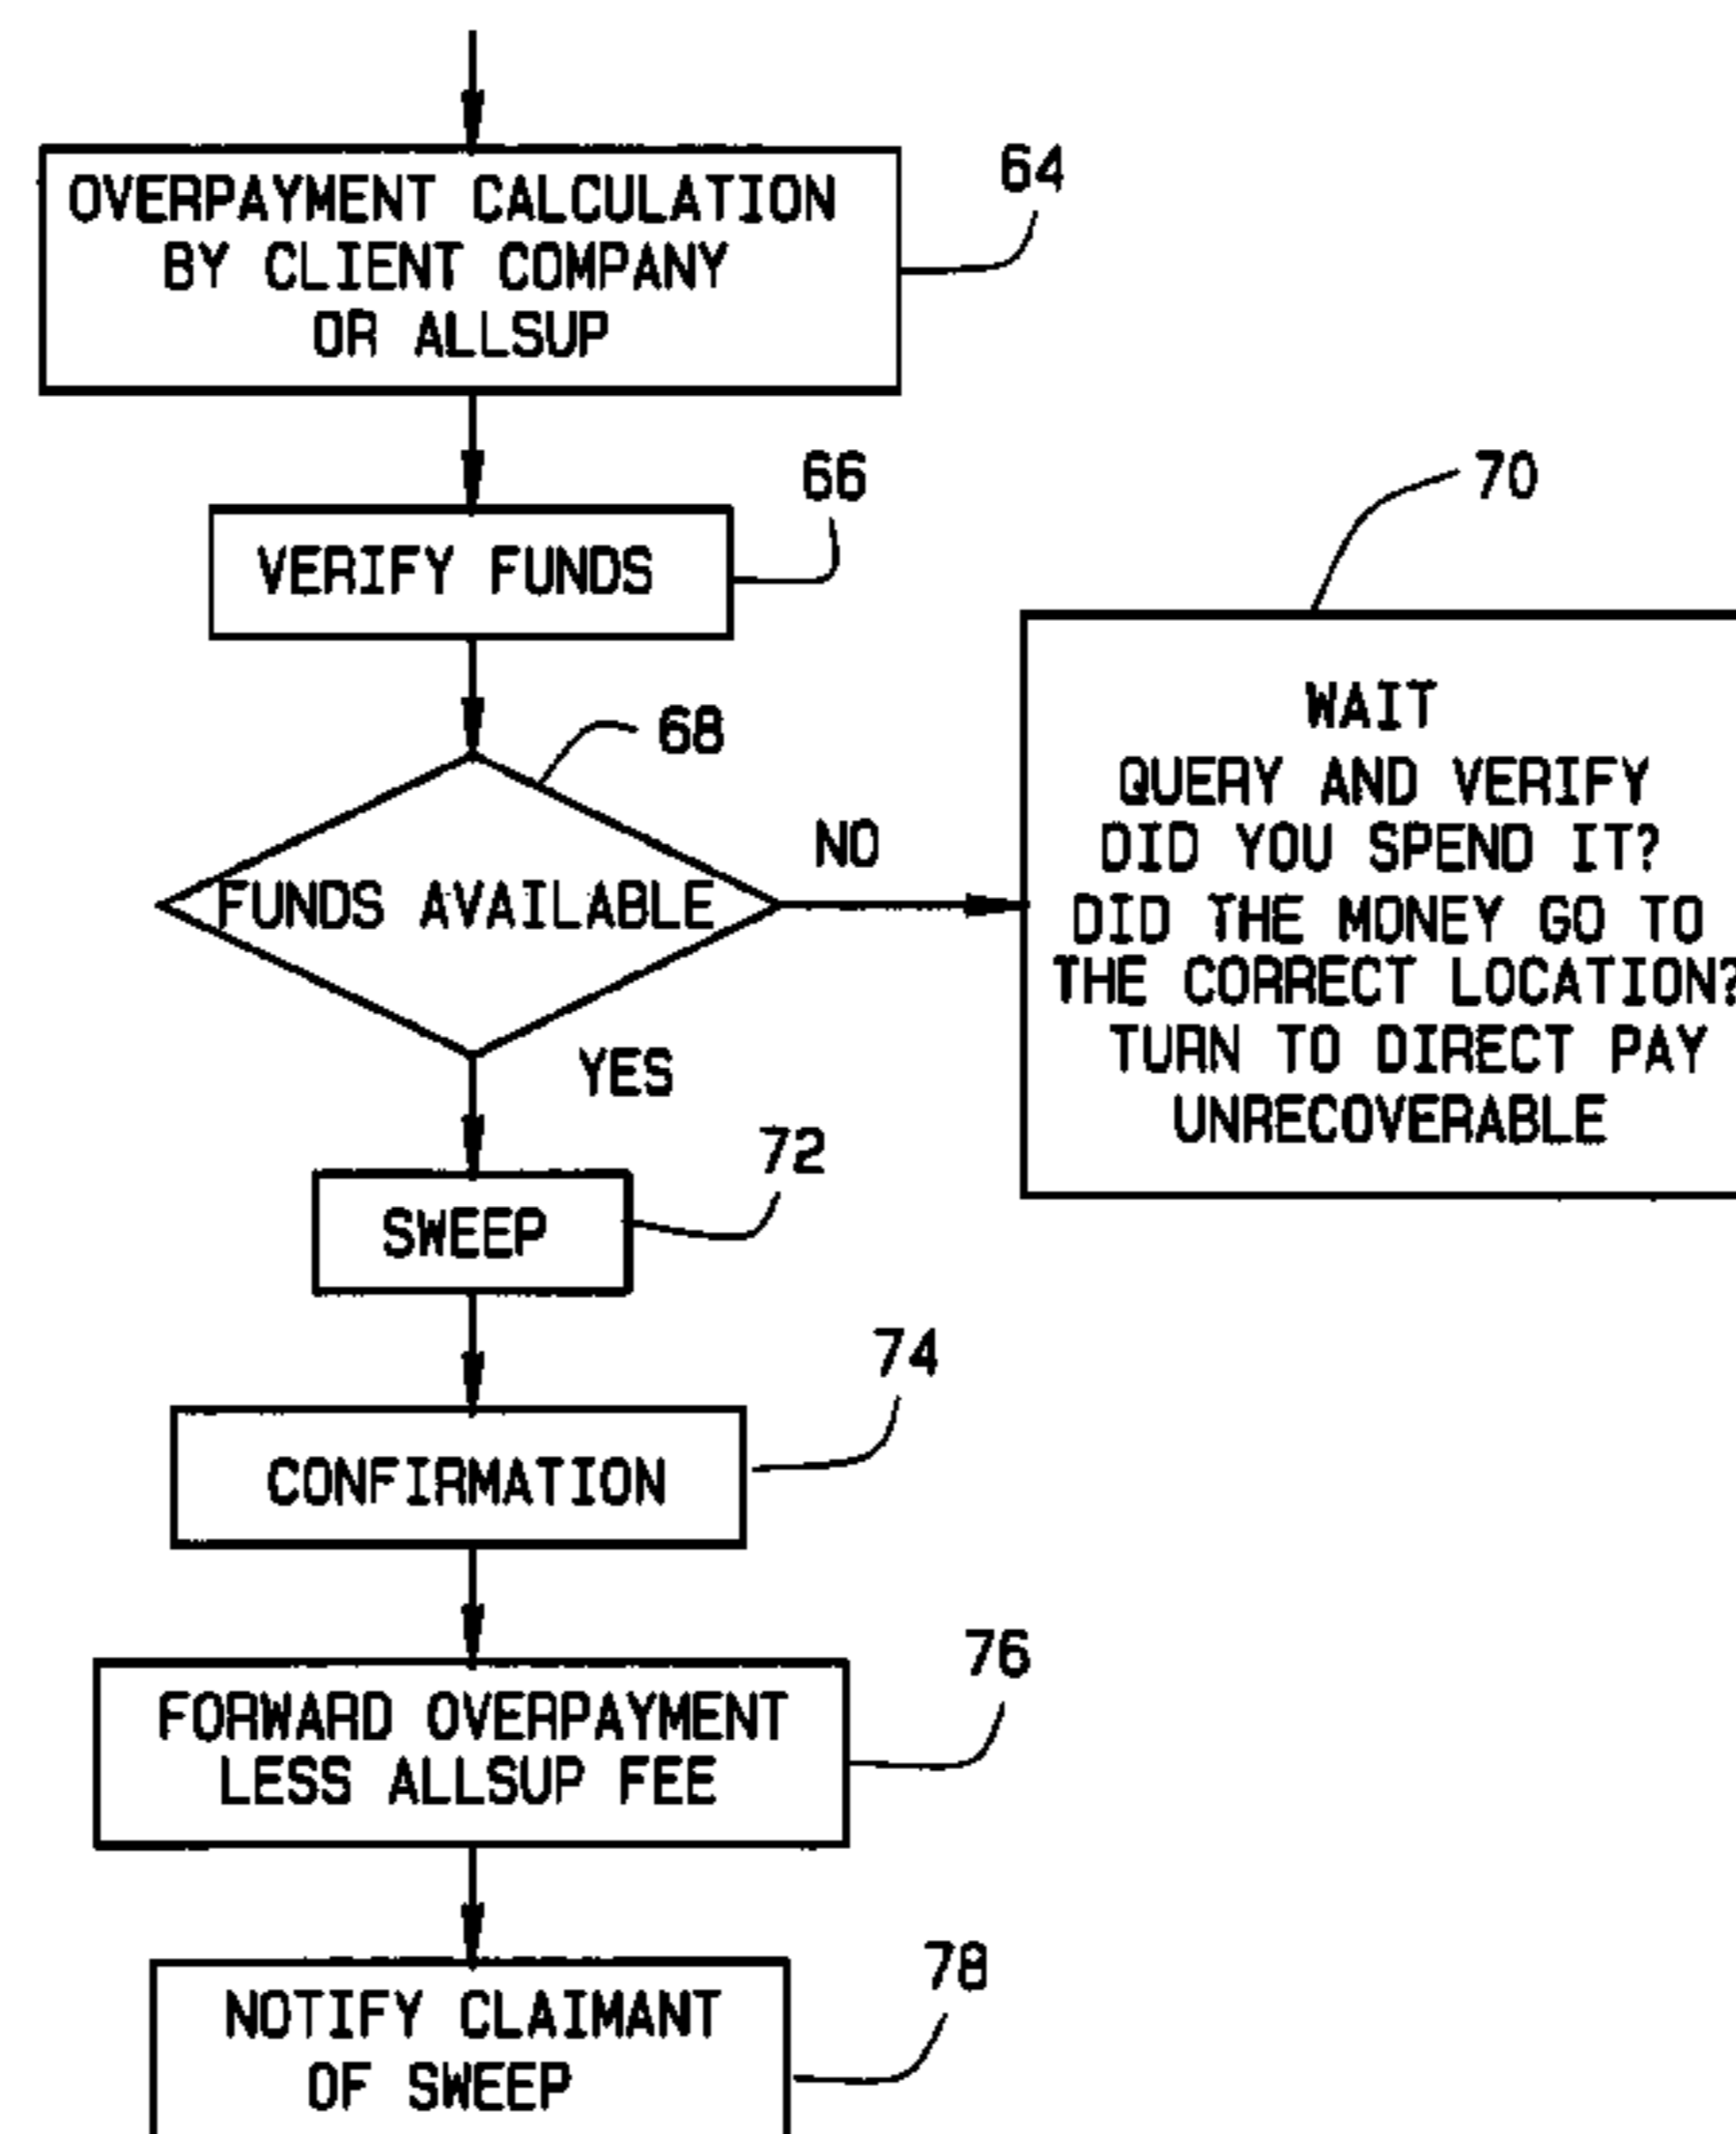 OVERPAYMENT CALCULATION
BY CLIENT COMPANY
OR ALLSUP
64
VERIFY FUNDS
66
FUNDS AVAILABLE
68
NO
WAIT
QUERY AND VERIFY
DID YOU SPEND IT?
DID THE MONEY GO TO
THE CORRECT LOCATION?
TURN TO DIRECT PAY
UNRECOVERABLE
70
YES
SWEEP
72
CONFIRMATION
74
FORWARD OVERPAYMENT
LESS ALLSUP FEE
76
NOTIFY CLAIMANT
OF SWEEP
78